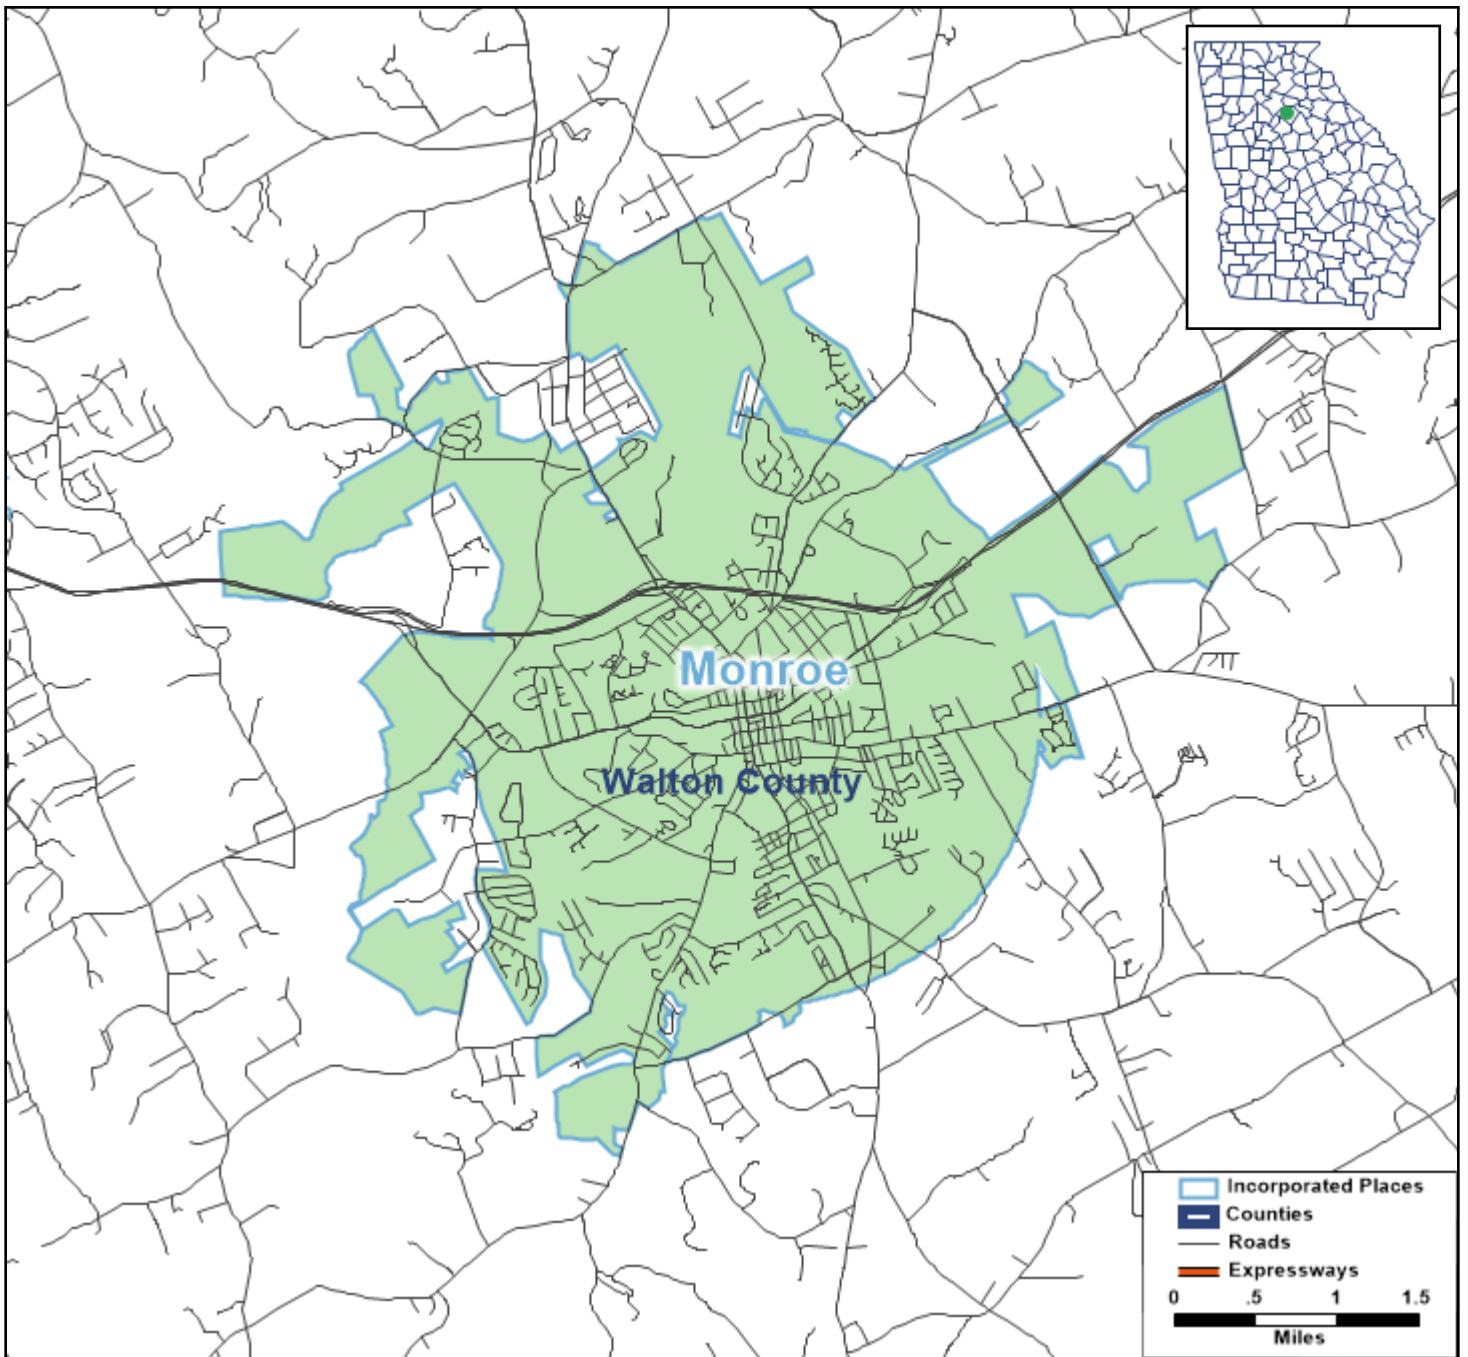 Monroe
Walton County
Incorporated Places
Counties
Roads
Expressways
0 .5 1 1.5
Miles